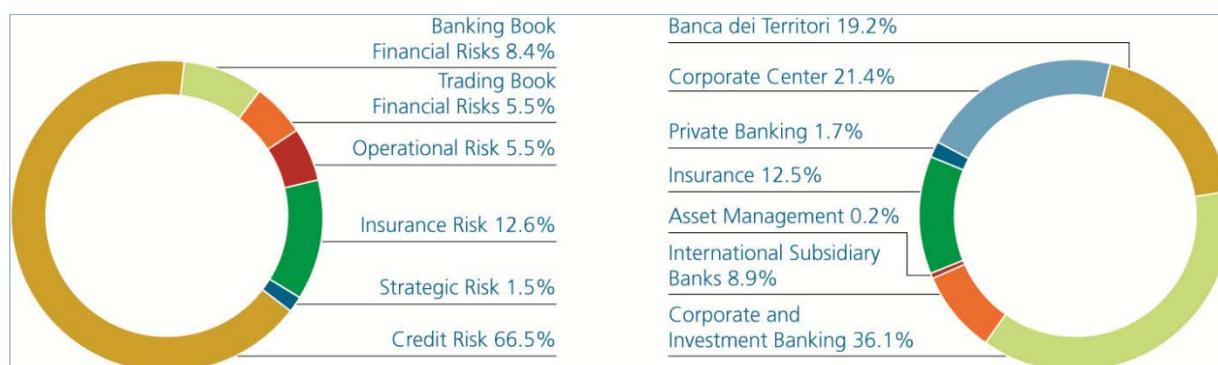 Banking Book
Financial Risks 8.4%
Trading Book
Financial Risks 5.5%
Operational Risk 5.5%
Insurance Risk 12.6%
Strategic Risk 1.5%
Credit Risk 66.5%
Banca dei Territori 19.2%
Corporate Center 21.4%
Private Banking 1.7%
Insurance 12.5%
Asset Management 0.2%
International Subsidiary
Banks 8.9%
Corporate and
Investment Banking 36.1%